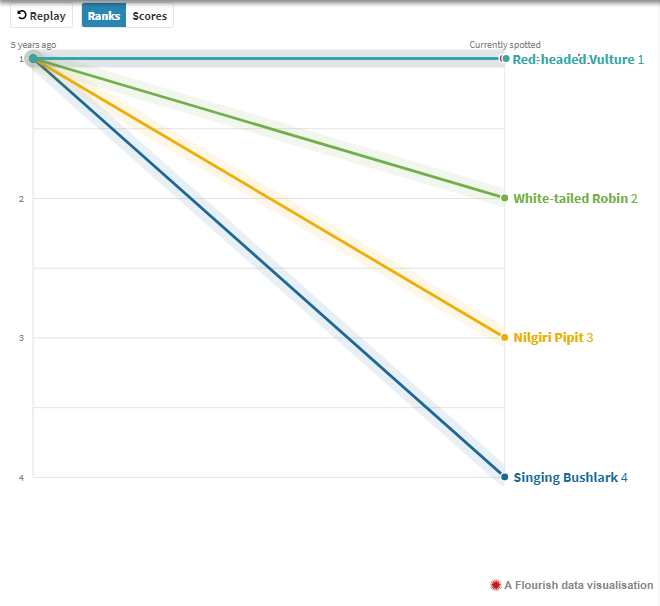 Replay Ranks Scores
5 years ago Currently spotted
1 Red-headed Vulture 1
2 White-tailed Robin 2
3 Nilgiri Pipit 3
4 Singing Bushlark 4
A Flourish data visualisation